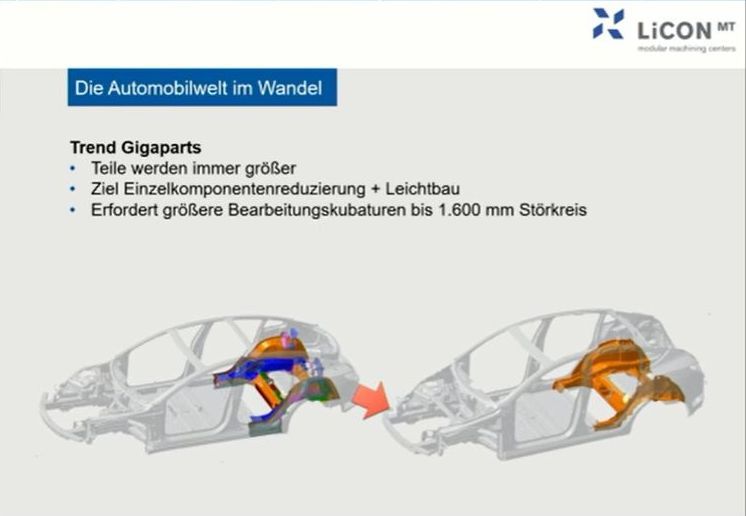 LiCON MT
modular machining centers
Die Automobilwelt im Wandel
Trend Gigaparts
• Teile werden immer größer
• Ziel Einzelkomponentenreduzierung + Leichtbau
• Erfordert größere Bearbeitungskubaturen bis 1.600 mm Störkreis